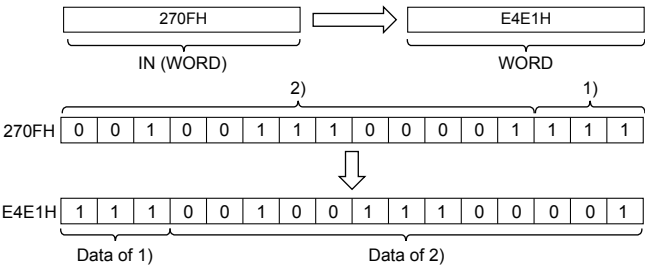 270FH E4E1H
IN (WORD) WORD
2) 1)
270FH 0 0 1 0 0 1 1 1 0 0 0 0 1 1 1 1
E4E1H 1 1 1 0 0 1 0 0 1 1 1 0 0 0 0 1
Data of 1) Data of 2)